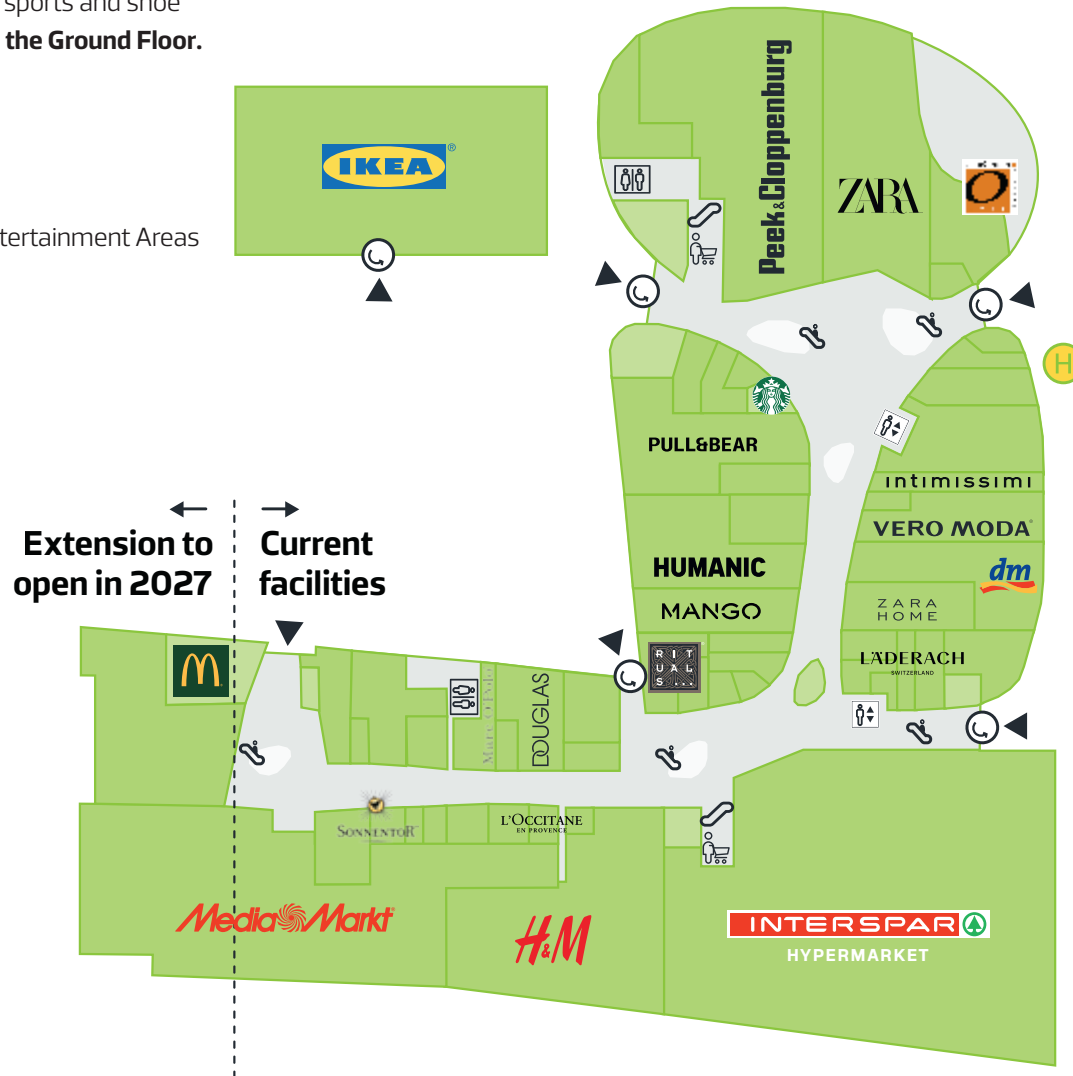 sports and shoe
the Ground Floor.
tertainment Areas
IKEA®
Peek&Cloppenburg
ZARA
H
PULL&BEAR
intimissimi
VERO MODA®
HUMANIC
dm
MANGO
ZARA
HOME
RIT
UAL
S...
LÄDERACH
SWITZERLAND
Extension to
open in 2027
Current
facilities
Marc O'Polo
DOUGLAS
SONNENTOR
L'OCCITANE
EN PROVENCE
MediaMarkt
H&M
INTERSPAR
HYPERMARKET